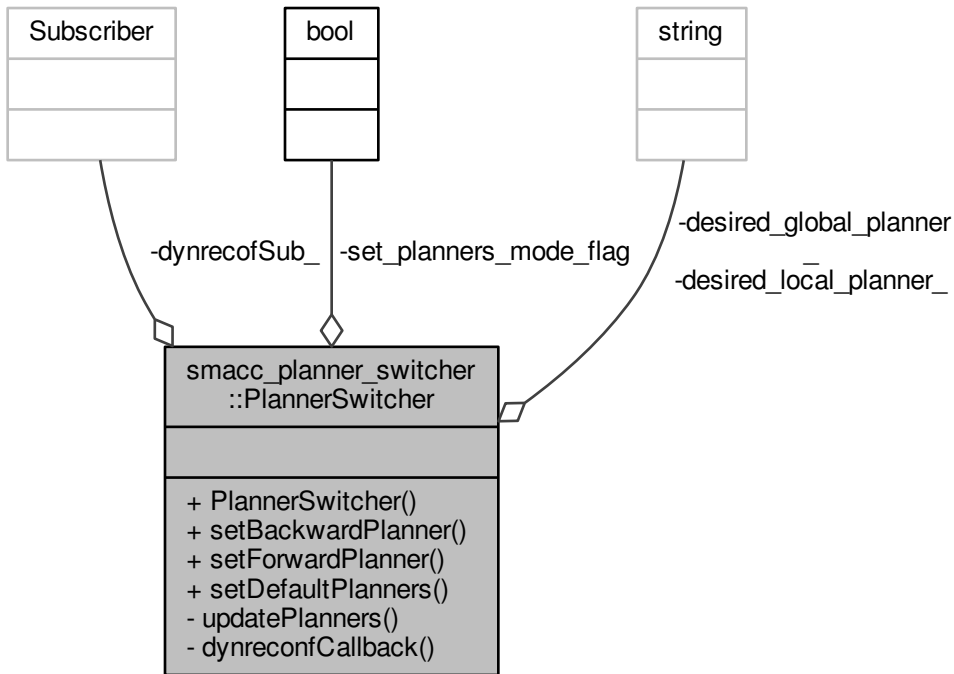 Subscriber
bool
string
-dynrecofSub_
-set_planners_mode_flag
-desired_global_planner
_
-desired_local_planner_
smacc_planner_switcher
::PlannerSwitcher
+ PlannerSwitcher()
+ setBackwardPlanner()
+ setForwardPlanner()
+ setDefaultPlanners()
- updatePlanners()
- dynreconfCallback()